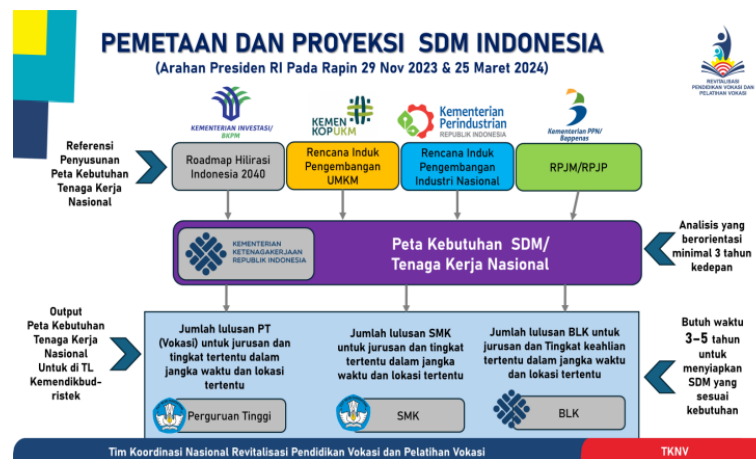 PEMETAAN DAN PROYEKSI SDM INDONESIA
(Arahan Presiden RI Pada Rapin 29 Nov 2023 & 25 Maret 2024)
REVITALISASI
PENDIDIKAN VOKASI DAN
PELATIHAN VOKASI
KEMENTERIAN INVESTASI/
BKPM
KEMEN
KOPUKM
Kementerian
Perindustrian
REPUBLIK INDONESIA
Kementerian PPN/
Bappenas
Referensi
Penyusunan
Peta Kebutuhan
Tenaga Kerja
Nasional
Roadmap Hilirasi
Indonesia 2040
Rencana Induk
Pengembangan
UMKM
Rencana Induk
Pengembangan
Industri Nasional
RPJM/RPJP
KEMENTERIAN
KETENAGAKERJAAN
REPUBLIK INDONESIA
Peta Kebutuhan SDM/
Tenaga Kerja Nasional
Analisis yang
berorientasi
minimal 3 tahun
kedepan
Output
Peta Kebutuhan
Tenaga Kerja
Nasional
Untuk di TL
Kemendikbud-
ristek
Jumlah lulusan PT
(Vokasi) untuk jurusan dan
tingkat tertentu dalam
jangka waktu dan lokasi
tertentu
Perguruan Tinggi
Jumlah lulusan SMK
untuk jurusan dan tingkat
tertentu dalam jangka
waktu dan lokasi tertentu
SMK
Jumlah lulusan BLK untuk
jurusan dan Tingkat keahlian
tertentu dalam jangka waktu
dan lokasi tertentu
BLK
Butuh waktu
3-5 tahun
untuk
menyiapkan
SDM yang
sesuai
kebutuhan
Tim Koordinasi Nasional Revitalisasi Pendidikan Vokasi dan Pelatihan Vokasi
TKNV